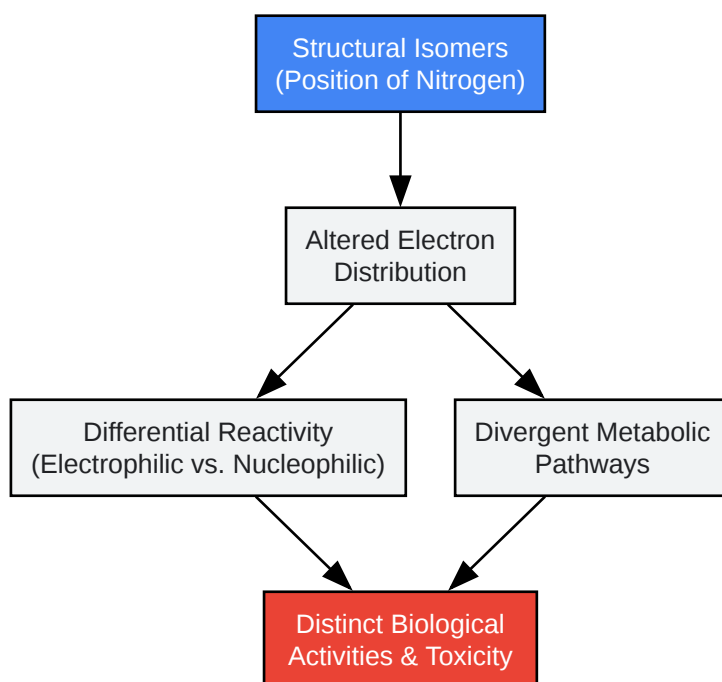 Structural Isomers
(Position of Nitrogen)
Altered Electron
Distribution
Differential Reactivity
(Electrophilic vs. Nucleophilic)
Divergent Metabolic
Pathways
Distinct Biological
Activities & Toxicity